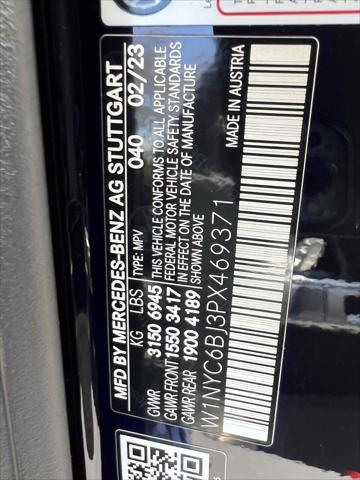 MFD BY MERCEDES-BENZ AG STUTTGART
KG LBS TYPE: MPV 040 02/23
GVWR 3150 6945 THIS VEHICLE CONFORMS TO ALL APPLICABLE
GAWR FRONT 1550 3417 FEDERAL MOTOR VEHICLE SAFETY STANDARDS
GAWR REAR 1900 4189 IN EFFECT ON THE DATE OF MANUFACTURE
SHOWN ABOVE
W1NYC6BJ3PX469371
MADE IN AUSTRIA